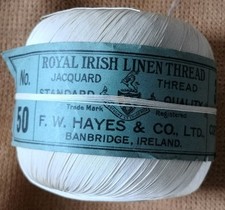 ROYAL IRISH LINEN THREAD
JACQUARD THREAD
STANDARD QUALITY
Trade Mark Registered
F. W. HAYES & CO., LTD.
BANBRIDGE, IRELAND.
No.
50